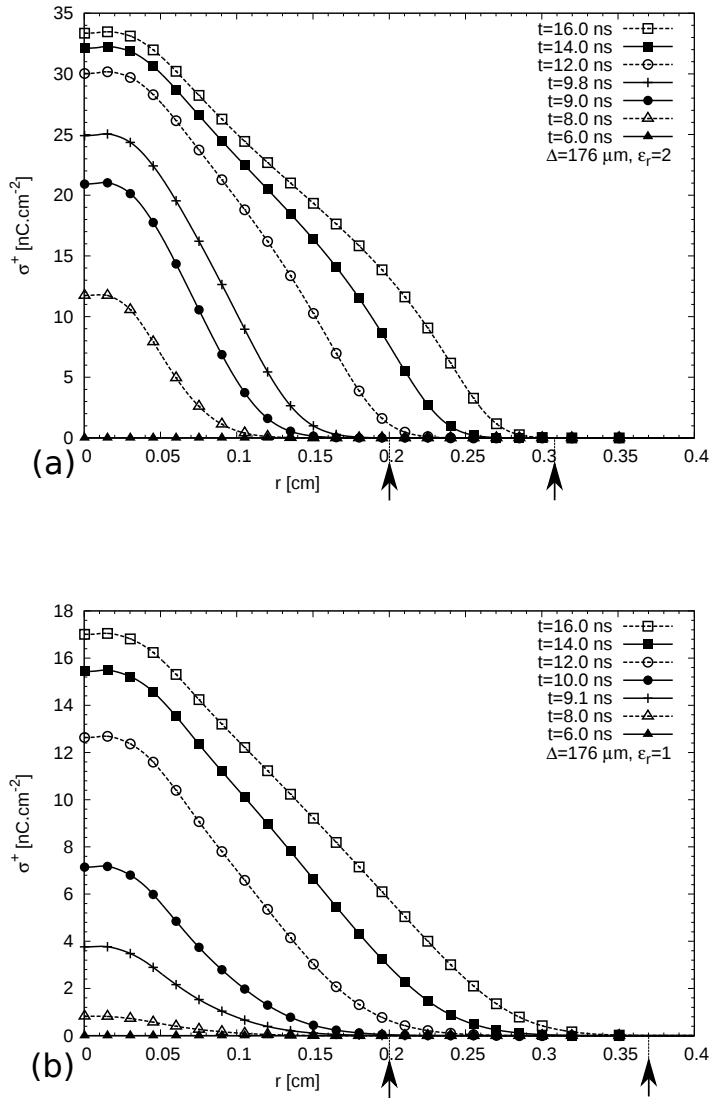 35
30
25
20
15
10
5
0
σ⁺ [nC.cm⁻²]
t=16.0 ns
t=14.0 ns
t=12.0 ns
t=9.8 ns
t=9.0 ns
t=8.0 ns
t=6.0 ns
Δ=176 μm, εᵣ=2
0 0.05 0.1 0.15 0.2 0.25 0.3 0.35 0.4
r [cm]
(a)
18
16
14
12
10
8
6
4
2
0
σ⁺ [nC.cm⁻²]
t=16.0 ns
t=14.0 ns
t=12.0 ns
t=10.0 ns
t=9.1 ns
t=8.0 ns
t=6.0 ns
Δ=176 μm, εᵣ=1
0 0.05 0.1 0.15 0.2 0.25 0.3 0.35 0.4
r [cm]
(b)